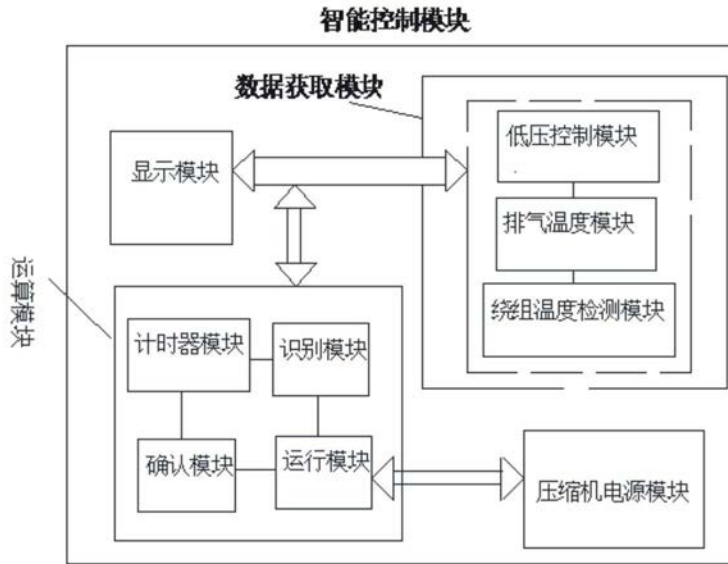 智能控制模块
数据获取模块
显示模块
低压控制模块
排气温度模块
绕组温度检测模块
运算模块
计时器模块
识别模块
确认模块
运行模块
压缩机电源模块